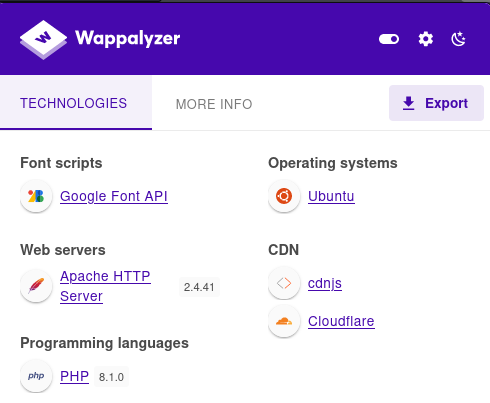 Wappalyzer
TECHNOLOGIES
MORE INFO
Export
Font scripts
Google Font API
Web servers
Apache HTTP
Server
2.4.41
Programming languages
php
PHP 8.1.0
Operating systems
Ubuntu
CDN
cdnjs
Cloudflare